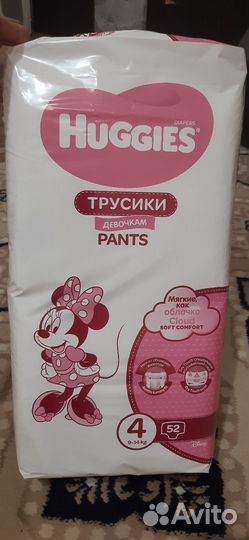 DIAPERS
HUGGIES®
ТРУСИКИ
ДЕВОЧКАМ
PANTS
Мягкие,
как
облачко
Cloud
SOFT COMFORT
4
9-14 kg
52
Disney
Avito